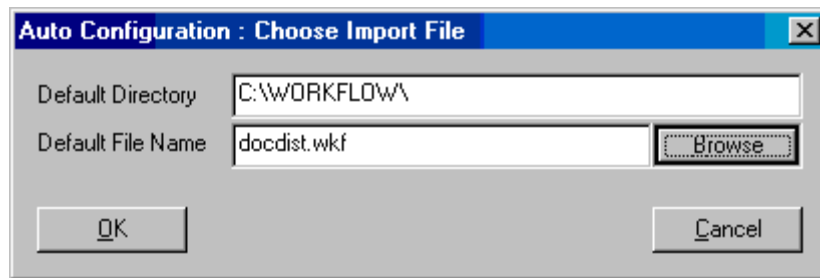 Auto Configuration : Choose Import File
Default Directory C:\WORKFLOW\
Default File Name docdist.wkf Browse
OK Cancel